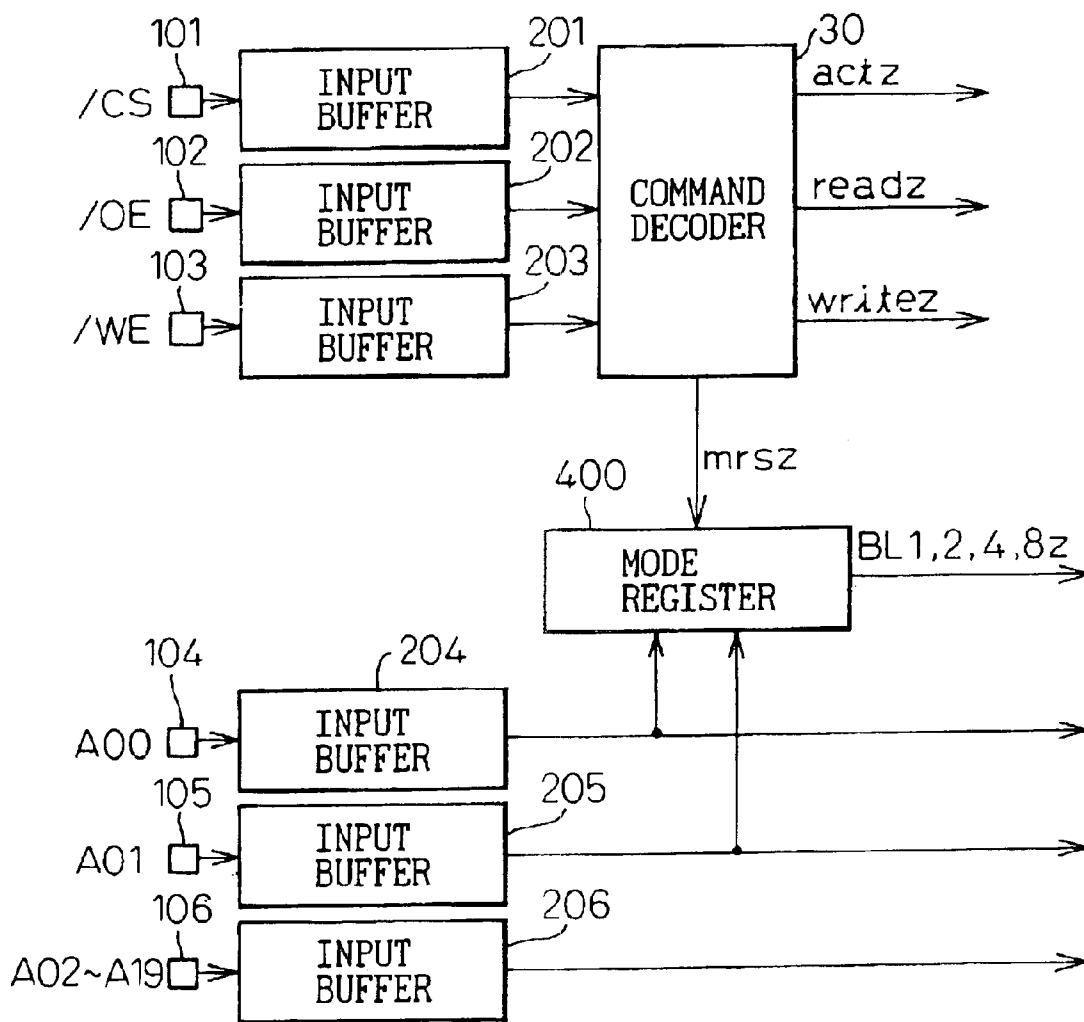 101
201
30
/CS
INPUT
BUFFER
actz
102
202
/OE
INPUT
BUFFER
COMMAND
DECODER
readz
103
203
/WE
INPUT
BUFFER
writez
mrsz
400
MODE
REGISTER
BL1,2,4,8z
104
204
A00
INPUT
BUFFER
105
205
A01
INPUT
BUFFER
106
206
A02~A19
INPUT
BUFFER